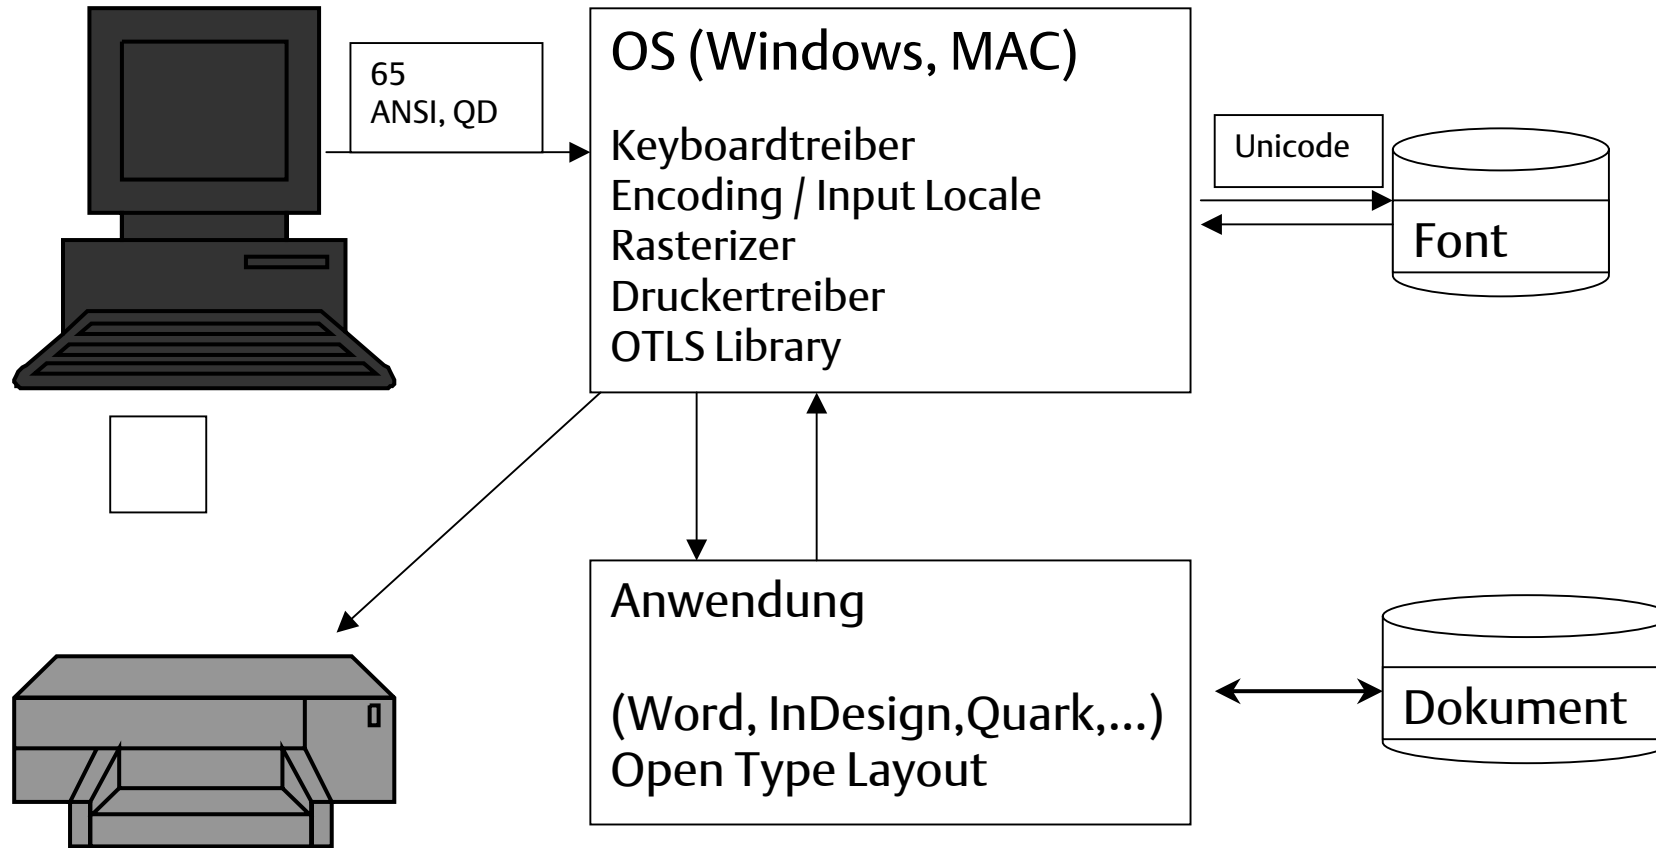 65
ANSI, QD
OS (Windows, MAC)
Keyboardtreiber
Encoding / Input Locale
Rasterizer
Druckertreiber
OTLS Library
Unicode
Font
Anwendung
(Word, InDesign,Quark,...)
Open Type Layout
Dokument